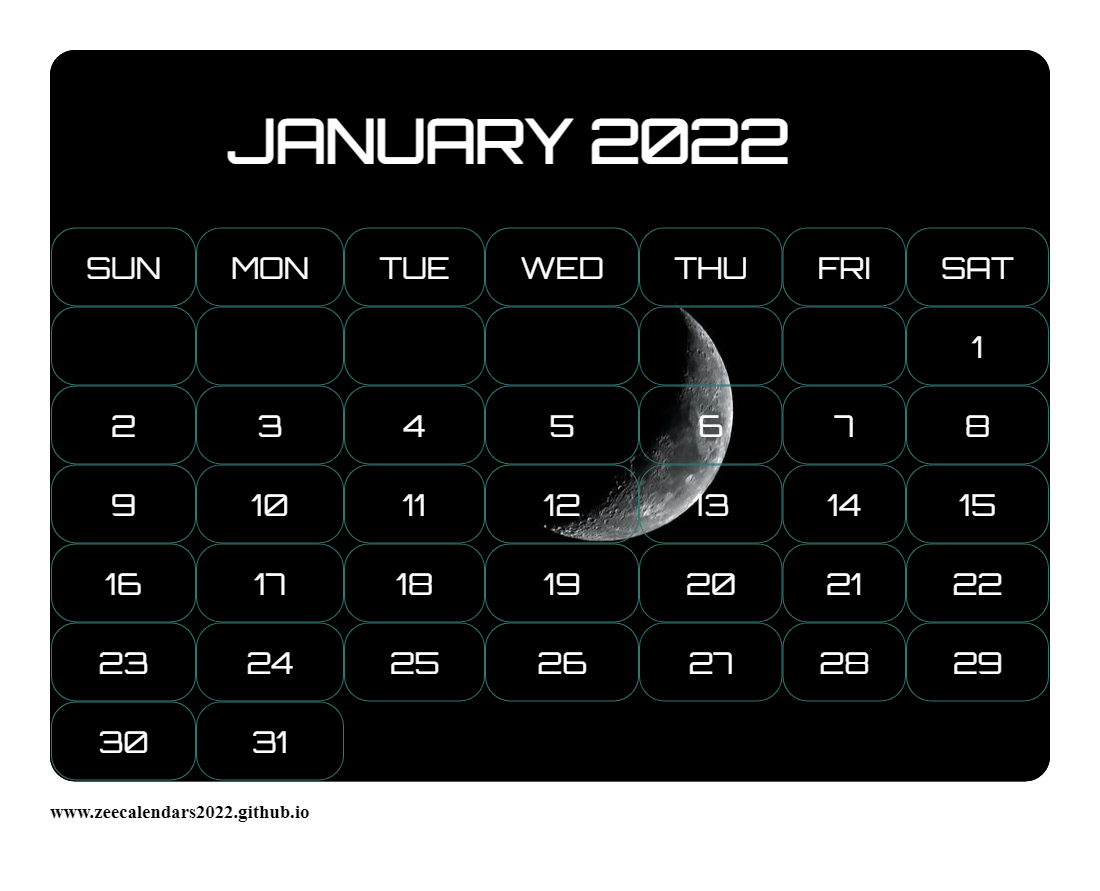 JANUARY 2022
SUN MON TUE WED THU FRI SAT
1
2 3 4 5 6 7 8
9 10 11 12 13 14 15
16 17 18 19 20 21 22
23 24 25 26 27 28 29
30 31
www.zeecalendars2022.github.io